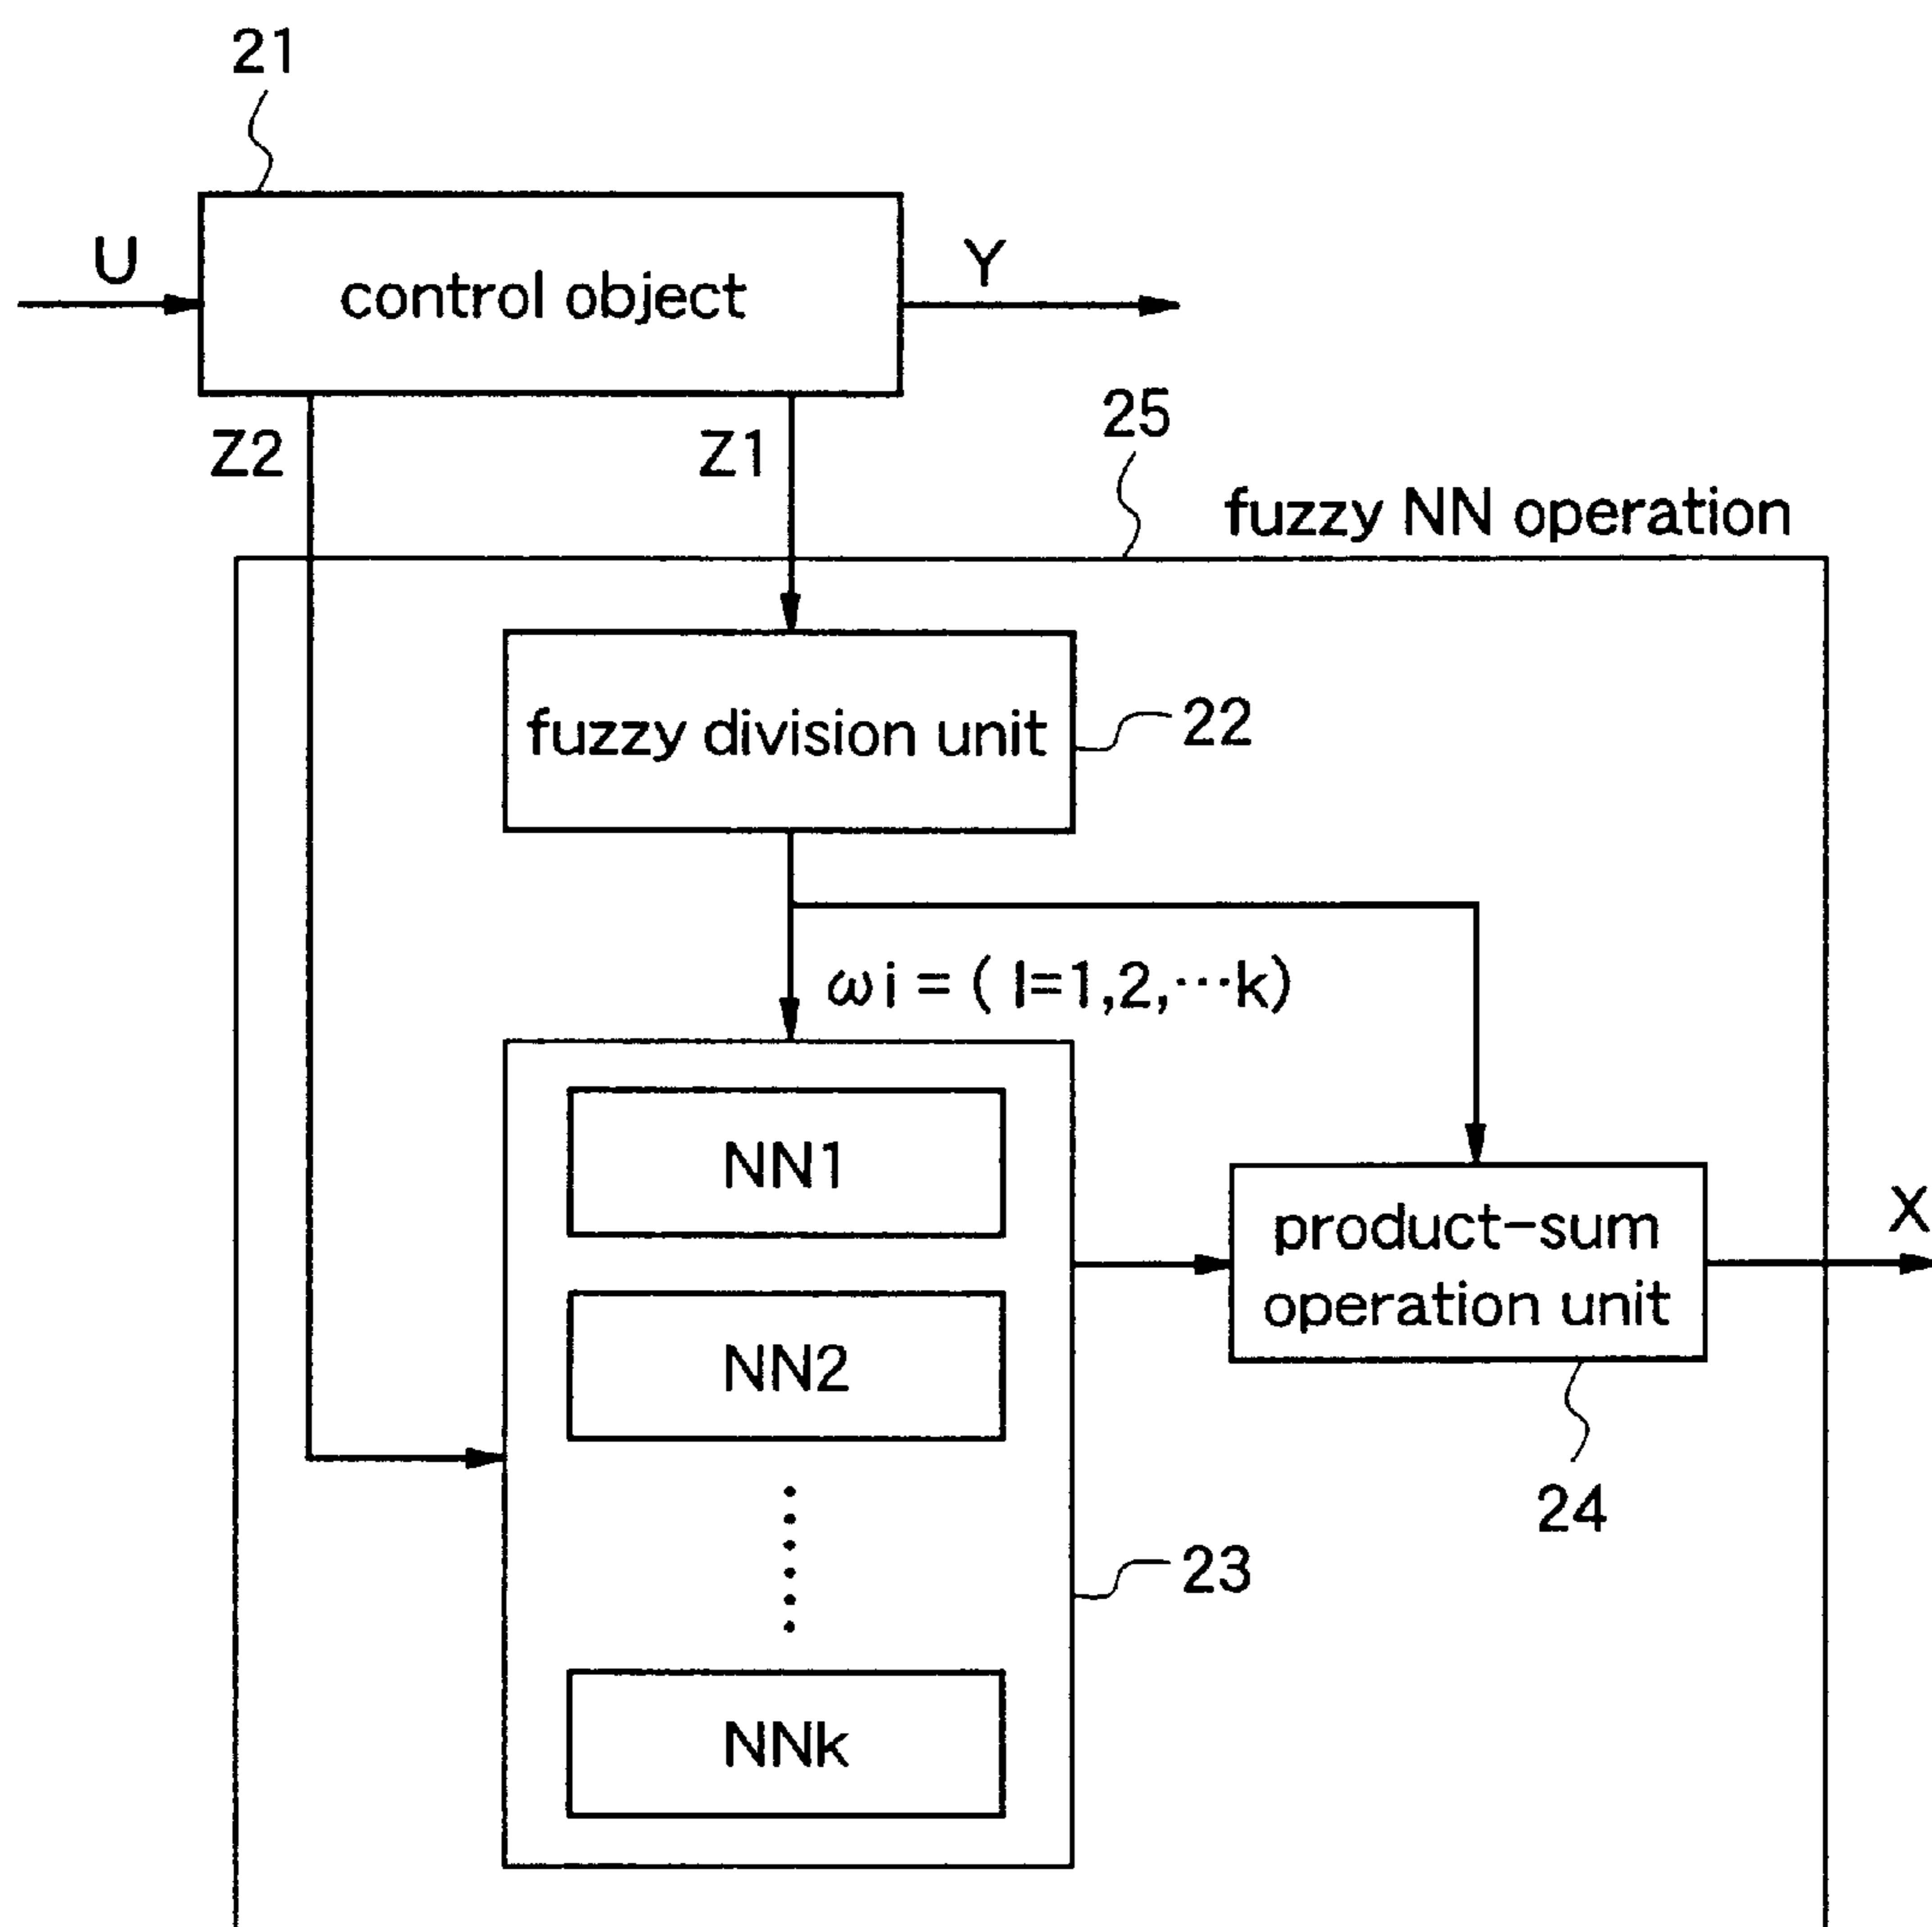 21
U
control object
Y
Z2
Z1
25
fuzzy NN operation
fuzzy division unit
22
ωi = ( I=1,2,⋯k)
NN1
product-sum
operation unit
X
NN2
24
23
NNk